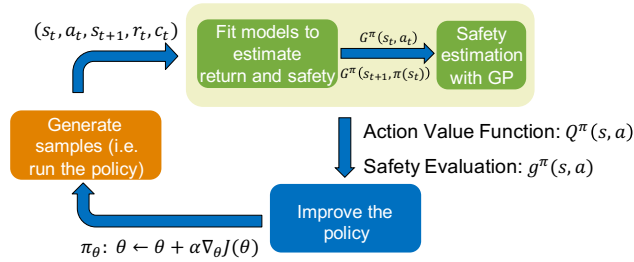 (s_t, a_t, s_{t+1}, r_t, c_t)
Fit models to
estimate
return and safety
G^π(s_t, a_t)
G^π(s_{t+1}, π(s_t))
Safety
estimation
with GP
Generate
samples (i.e.
run the policy)
Action Value Function: Q^π(s, a)
Safety Evaluation: g^π(s, a)
Improve the
policy
π_θ: θ ← θ + α∇_θJ(θ)